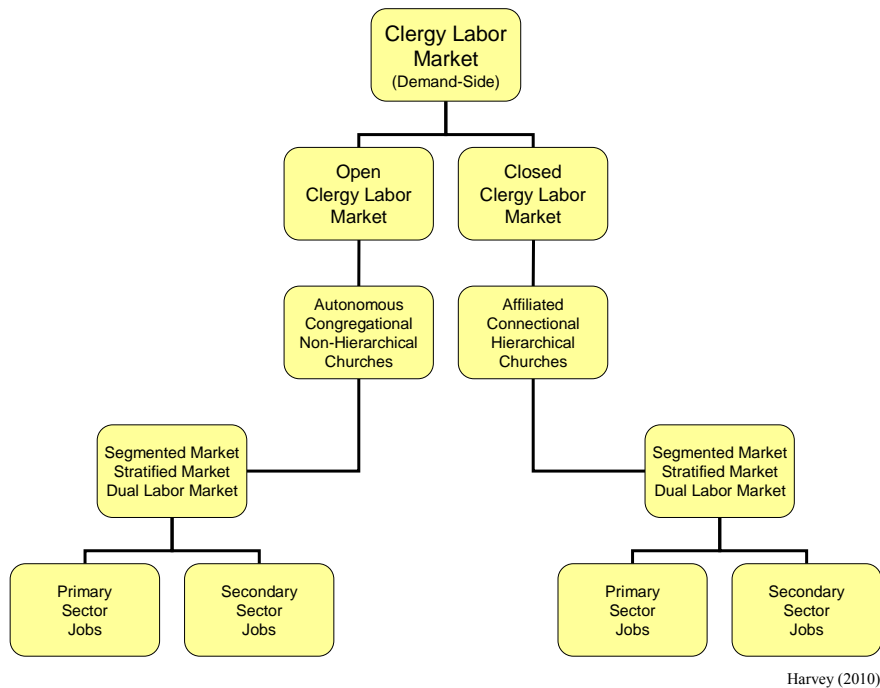 Clergy Labor
Market
(Demand-Side)
Open
Clergy Labor
Market
Closed
Clergy Labor
Market
Autonomous
Congregational
Non-Hierarchical
Churches
Affiliated
Connectional
Hierarchical
Churches
Segmented Market
Stratified Market
Dual Labor Market
Segmented Market
Stratified Market
Dual Labor Market
Primary
Sector
Jobs
Secondary
Sector
Jobs
Primary
Sector
Jobs
Secondary
Sector
Jobs
Harvey (2010)